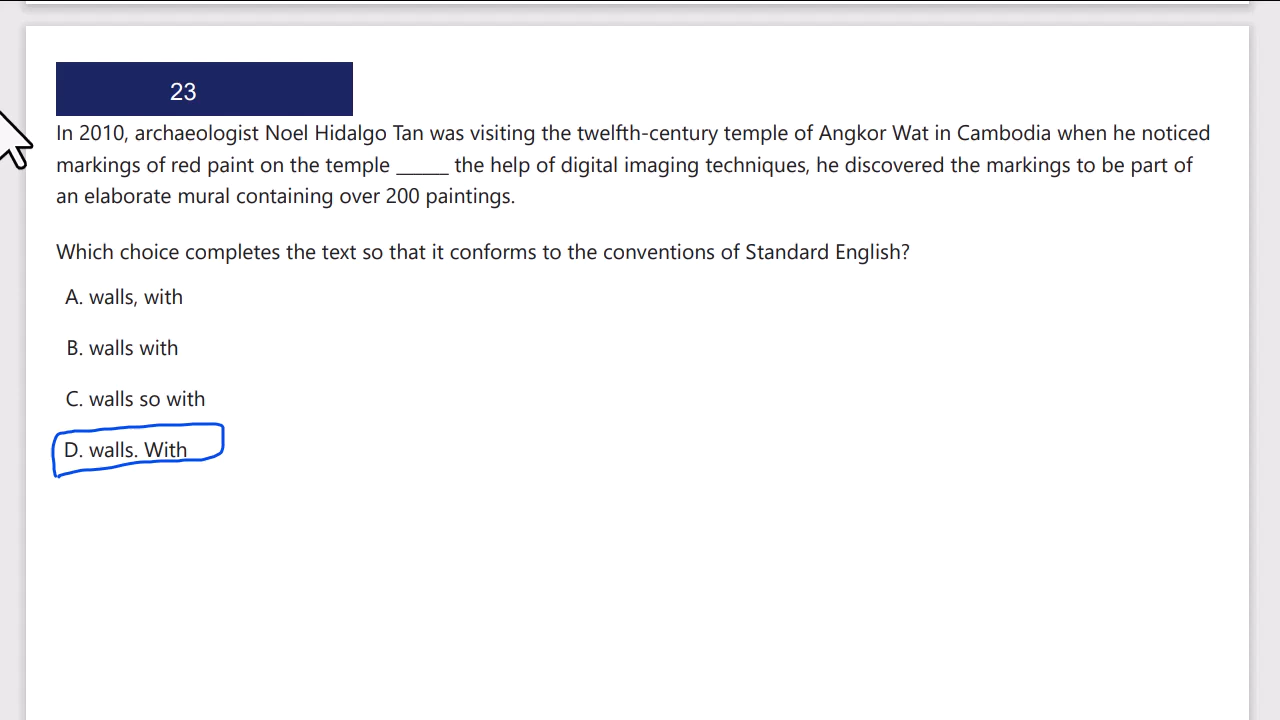 23
In 2010, archaeologist Noel Hidalgo Tan was visiting the twelfth-century temple of Angkor Wat in Cambodia when he noticed
markings of red paint on the temple _____ the help of digital imaging techniques, he discovered the markings to be part of
an elaborate mural containing over 200 paintings.
Which choice completes the text so that it conforms to the conventions of Standard English?
A. walls, with
B. walls with
C. walls so with
D. walls. With